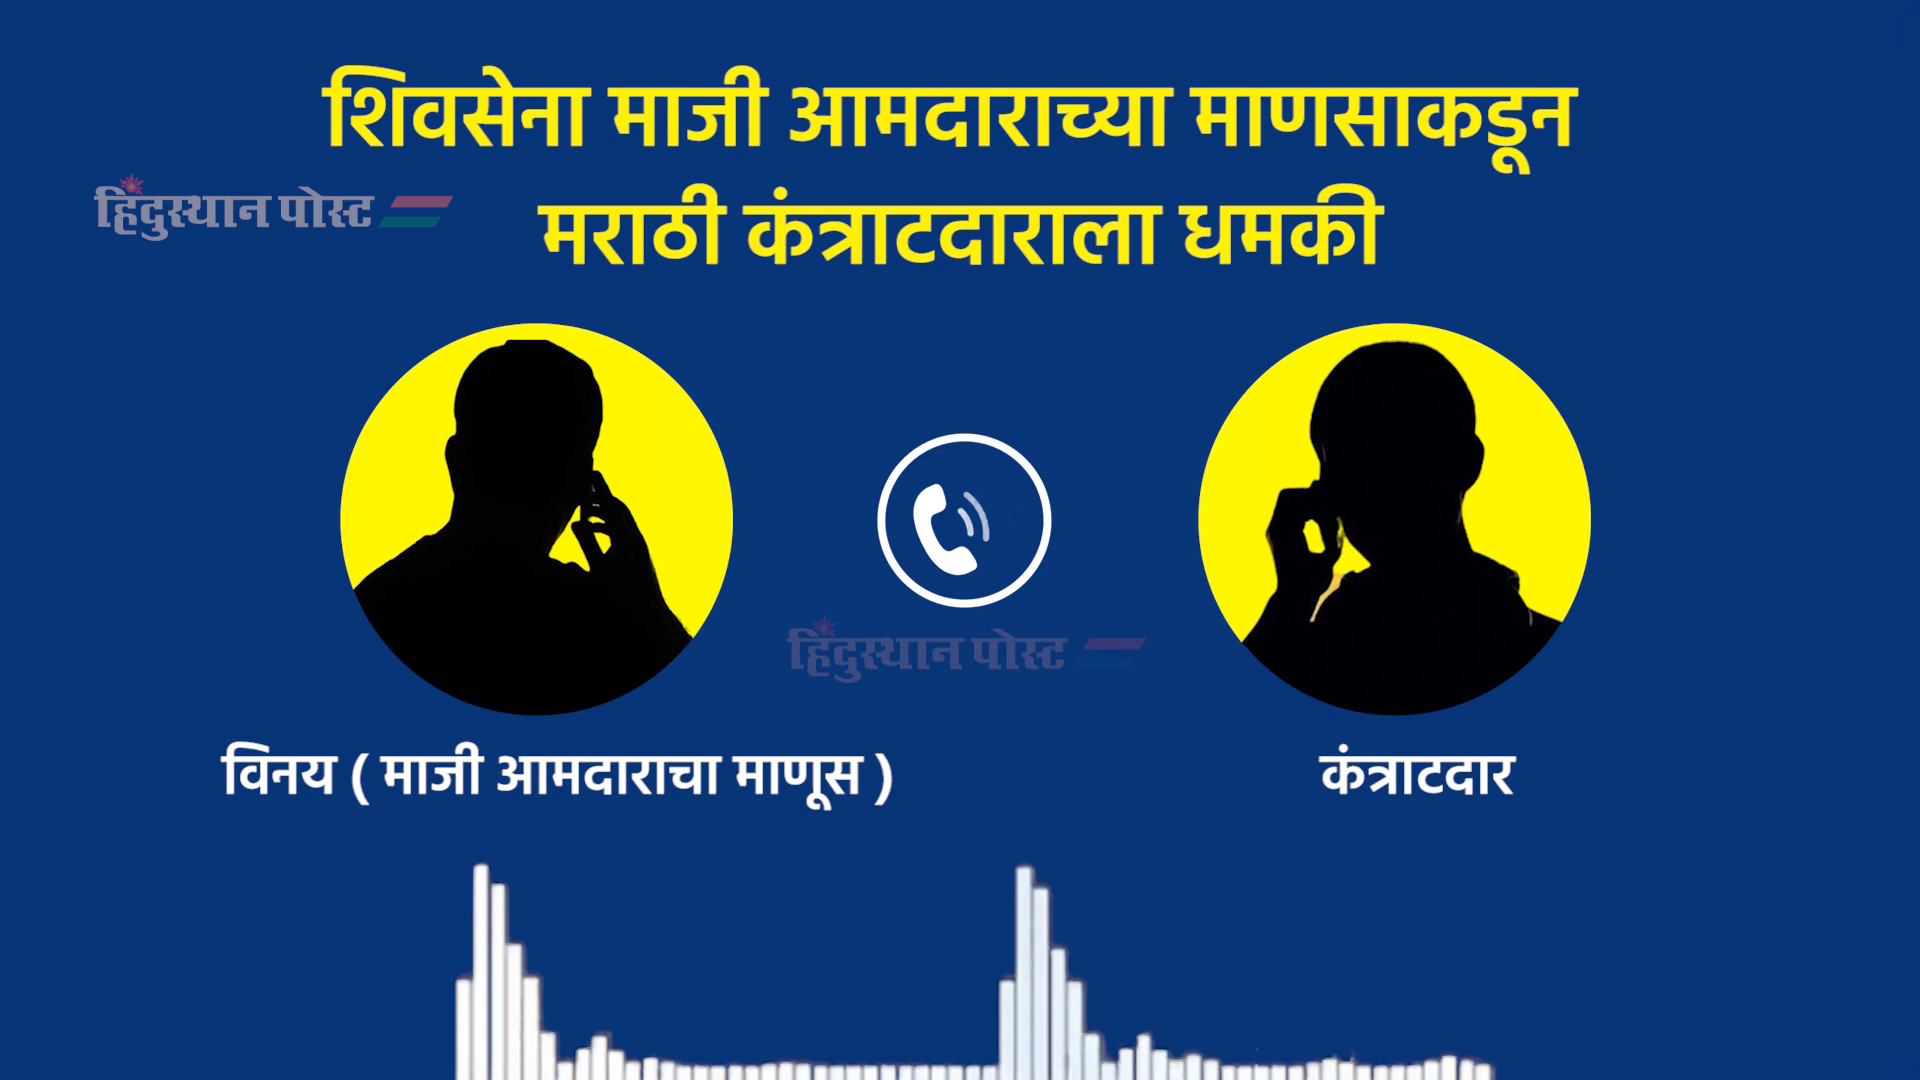 शिवसेना माजी आमदाराच्या माणसाकडून
हिंदुस्थान पोस्ट
मराठी कंत्राटदाराला धमकी
हिंदुस्थान पोस्ट
विनय ( माजी आमदाराचा माणूस )
कंत्राटदार